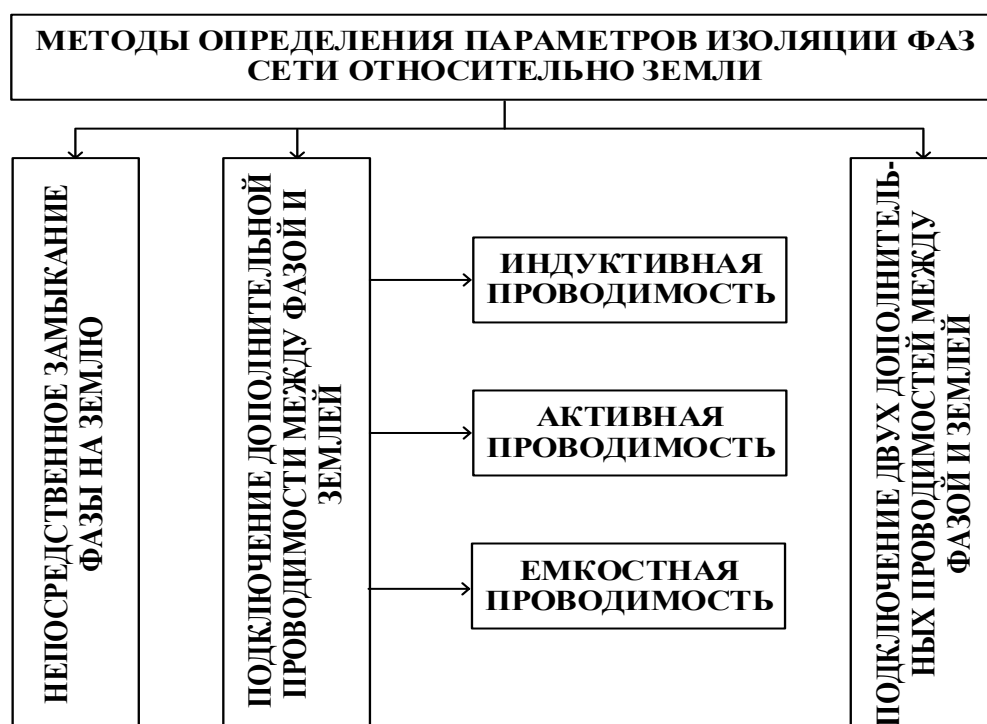 МЕТОДЫ ОПРЕДЕЛЕНИЯ ПАРАМЕТРОВ ИЗОЛЯЦИИ ФАЗ
СЕТИ ОТНОСИТЕЛЬНО ЗЕМЛИ
НЕПОСРЕДСТВЕННОЕ ЗАМЫКАНИЕ
ФАЗЫ НА ЗЕМЛЮ
ПОДКЛЮЧЕНИЕ ДОПОЛНИТЕЛЬНОЙ
ПРОВОДИМОСТИ МЕЖДУ ФАЗОЙ И
ЗЕМЛЕЙ
ИНДУКТИВНАЯ
ПРОВОДИМОСТЬ
АКТИВНАЯ
ПРОВОДИМОСТЬ
ЕМКОСТНАЯ
ПРОВОДИМОСТЬ
ПОДКЛЮЧЕНИЕ ДВУХ ДОПОЛНИТЕЛЬ-
НЫХ ПРОВОДИМОСТЕЙ МЕЖДУ
ФАЗОЙ И ЗЕМЛЕЙ